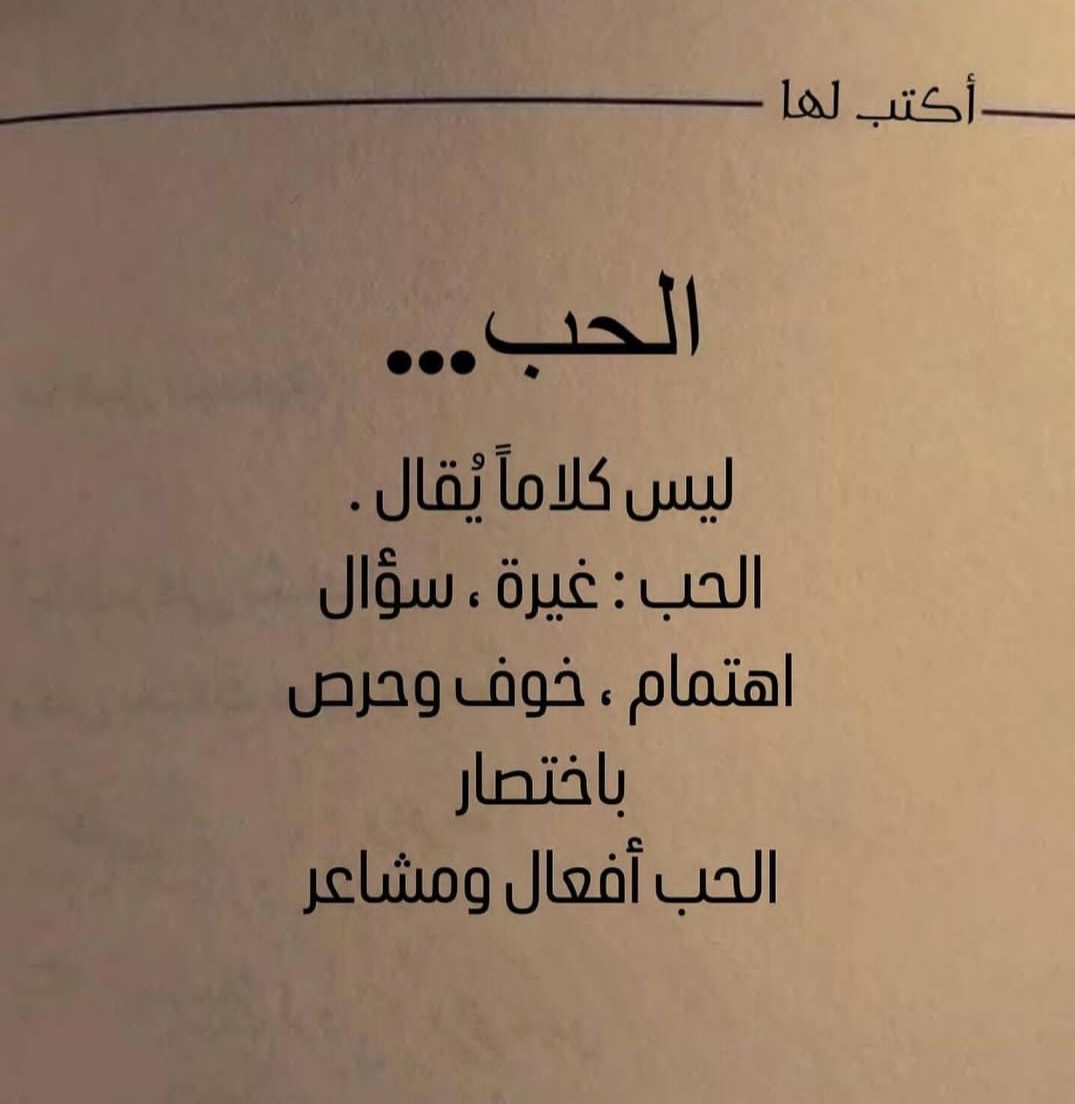 أكتب لها
الحب...
ليس كلاماً يُقال .
الحب : غيرة ، سؤال
اهتمام ، خوف وحرص
باختصار
الحب أفعال ومشاعر